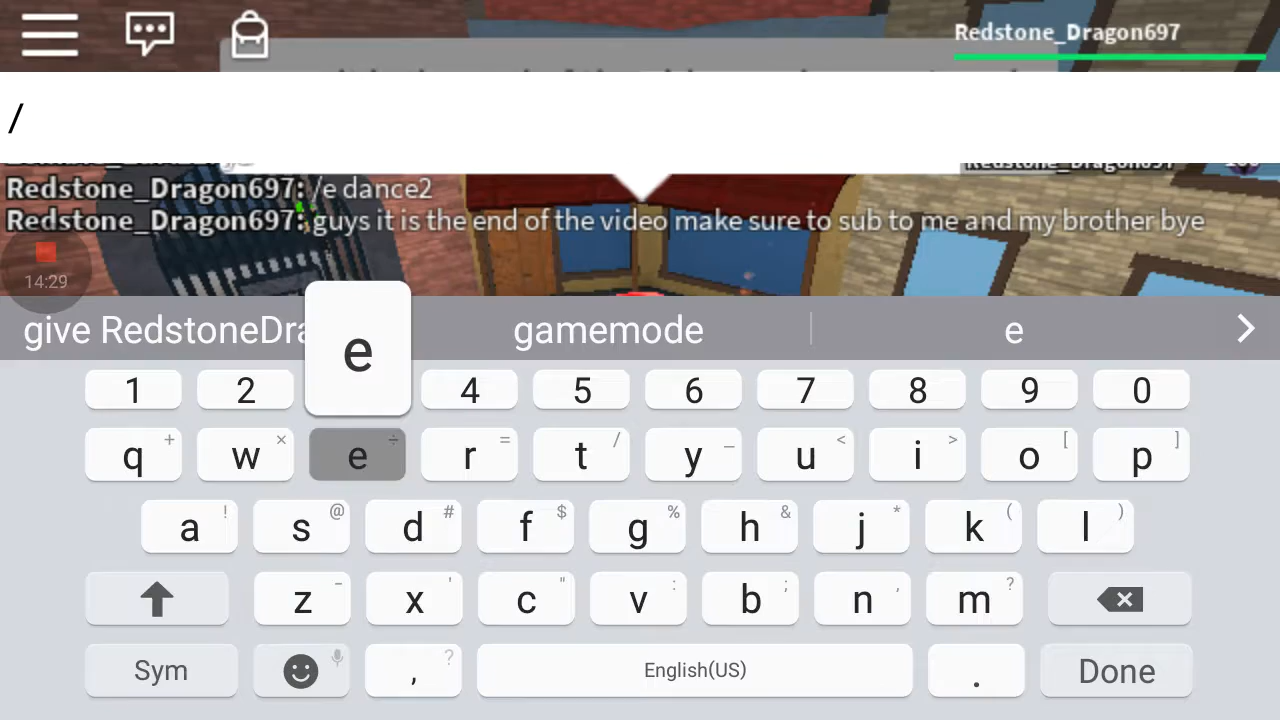 Redstone_Dragon697
/
Redstone_Dragon697
Redstone_Dragon697: /e dance2
Redstone_Dragon697: guys it is the end of the video make sure to sub to me and my brother bye
14:29
give RedstoneDra
gamemode
e
e
1 2 4 5 6 7 8 9 0
q + w × e ÷ r = t / y _ u < i > o [ p ]
a ! s @ d # f $ g % h & j * k ( l )
z - x ' c " v : b ; n , m ?
Sym , ? English(US) . Done